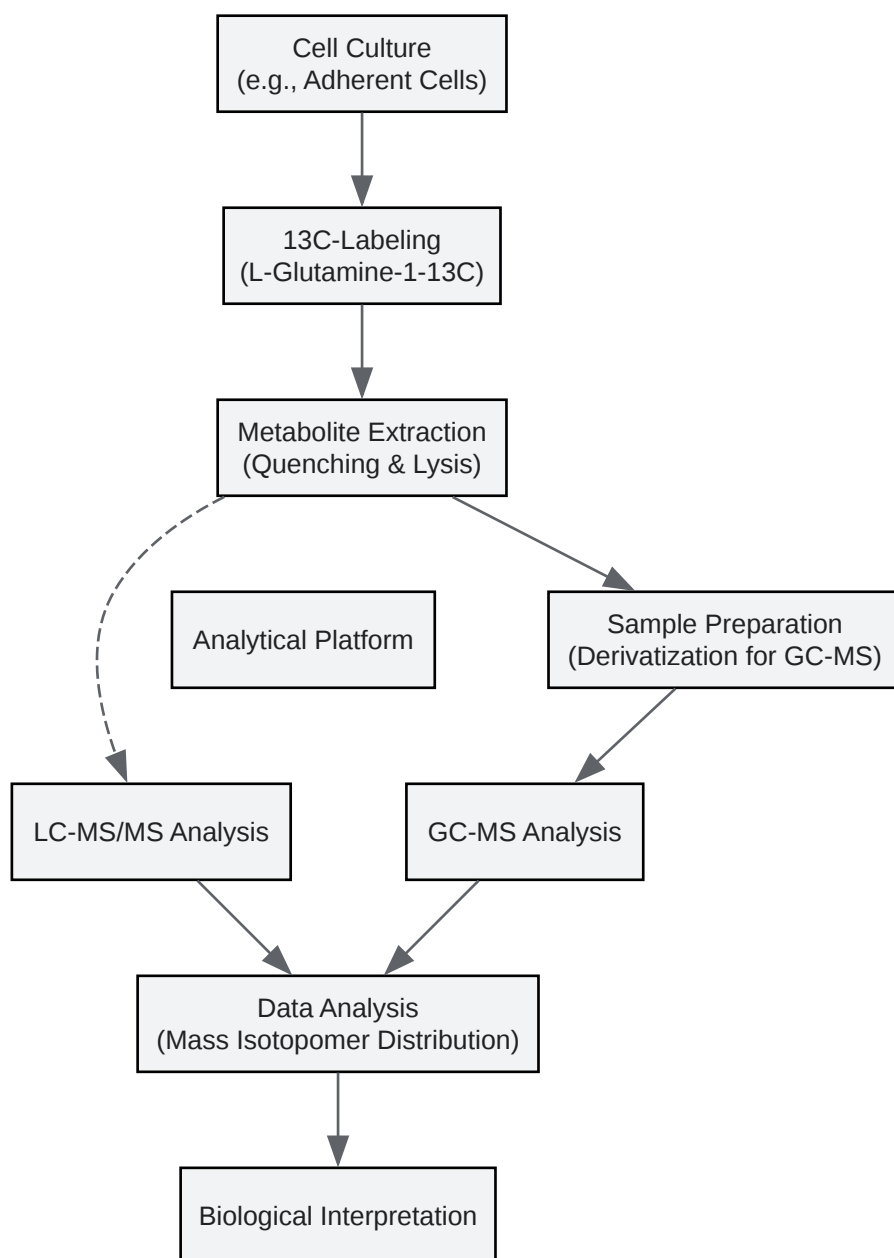 Cell Culture
(e.g., Adherent Cells)
13C-Labeling
(L-Glutamine-1-13C)
Metabolite Extraction
(Quenching & Lysis)
Analytical Platform
Sample Preparation
(Derivatization for GC-MS)
LC-MS/MS Analysis
GC-MS Analysis
Data Analysis
(Mass Isotopomer Distribution)
Biological Interpretation